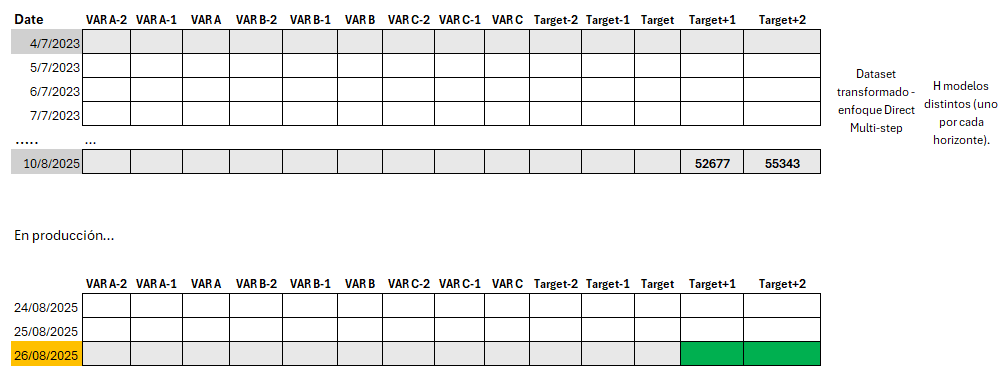 Date VAR A-2 VAR A-1 VAR A VAR B-2 VAR B-1 VAR B VAR C-2 VAR C-1 VAR C Target-2 Target-1 Target Target+1 Target+2
4/7/2023
5/7/2023
6/7/2023
7/7/2023
Dataset
transformado -
enfoque Direct
Multi-step
H modelos
distintos (uno
por cada
horizonte).
..... ...
10/8/2025 52677 55343
En producción...
VAR A-2 VAR A-1 VAR A VAR B-2 VAR B-1 VAR B VAR C-2 VAR C-1 VAR C Target-2 Target-1 Target Target+1 Target+2
24/08/2025
25/08/2025
26/08/2025